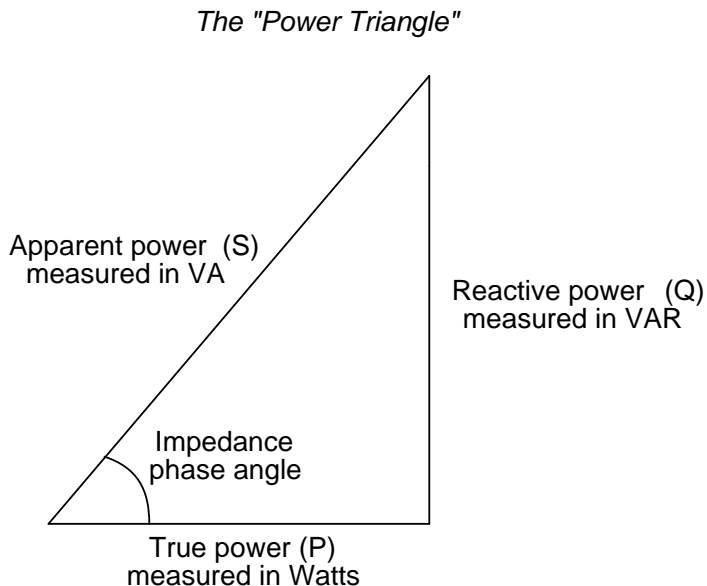 The "Power Triangle"
Apparent power (S)
measured in VA
Reactive power (Q)
measured in VAR
Impedance
phase angle
True power (P)
measured in Watts